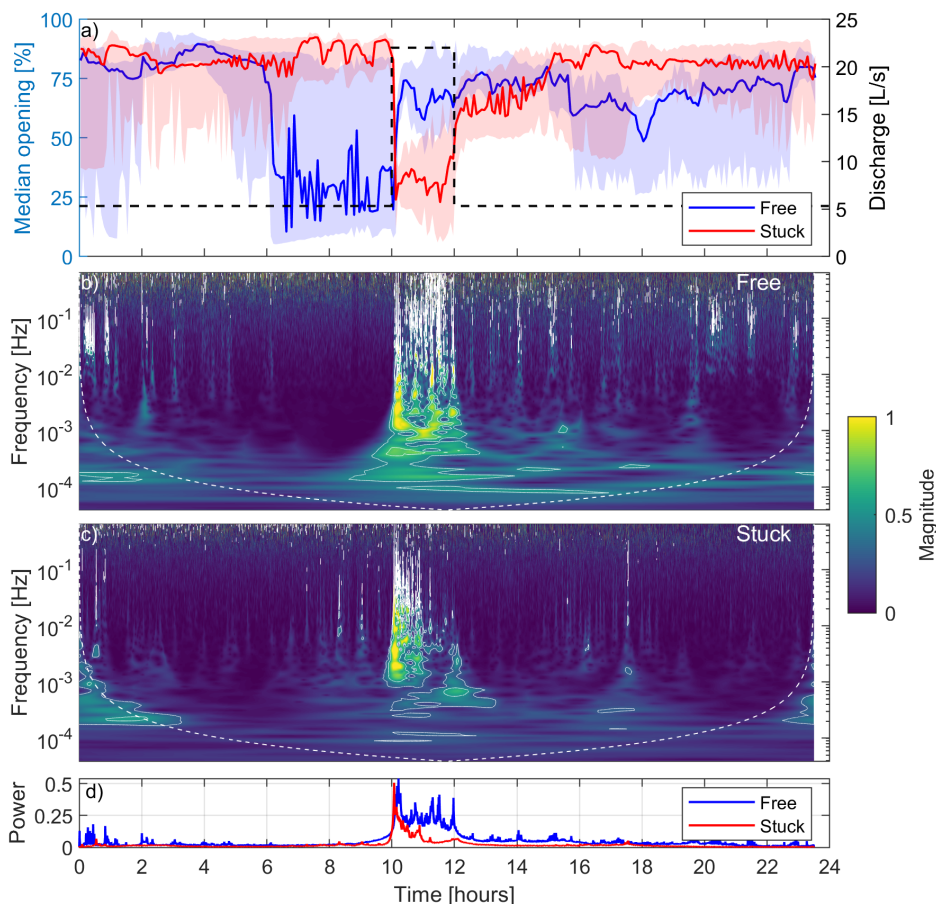 a)
Median opening [%]
100
75
50
25
0
25
20
15
10
5
0
Discharge [L/s]
Free
Stuck
b)
Free
Frequency [Hz]
10-1
10-2
10-3
10-4
c)
Stuck
Frequency [Hz]
10-1
10-2
10-3
10-4
1
0.5
0
Magnitude
d)
Power
0.5
0.25
0
Free
Stuck
0 2 4 6 8 10 12 14 16 18 20 22 24
Time [hours]